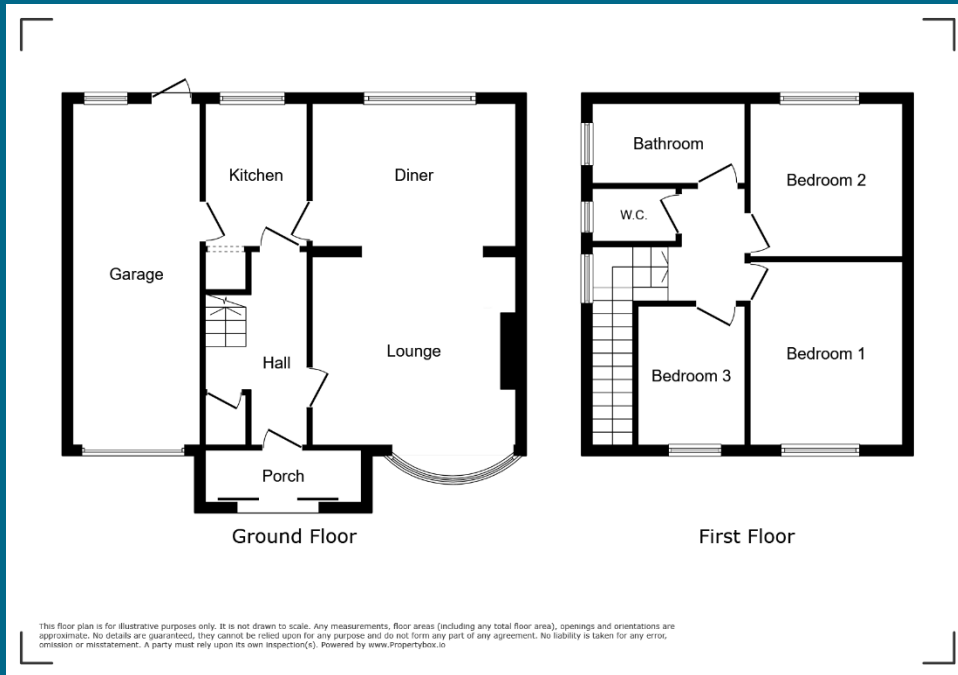 Kitchen
Diner
Garage
Hall
Lounge
Porch
Ground Floor
Bathroom
W.C.
Bedroom 2
Bedroom 1
Bedroom 3
First Floor
This floor plan is for illustrative purposes only. It is not drawn to scale. Any measurements, floor areas (including any total floor area), openings and orientations are
approximate. No details are guaranteed, they cannot be relied upon for any purpose and do not form any part of any agreement. No liability is taken for any error,
omission or misstatement. A party must rely upon its own inspection(s). Powered by www.Propertybox.io